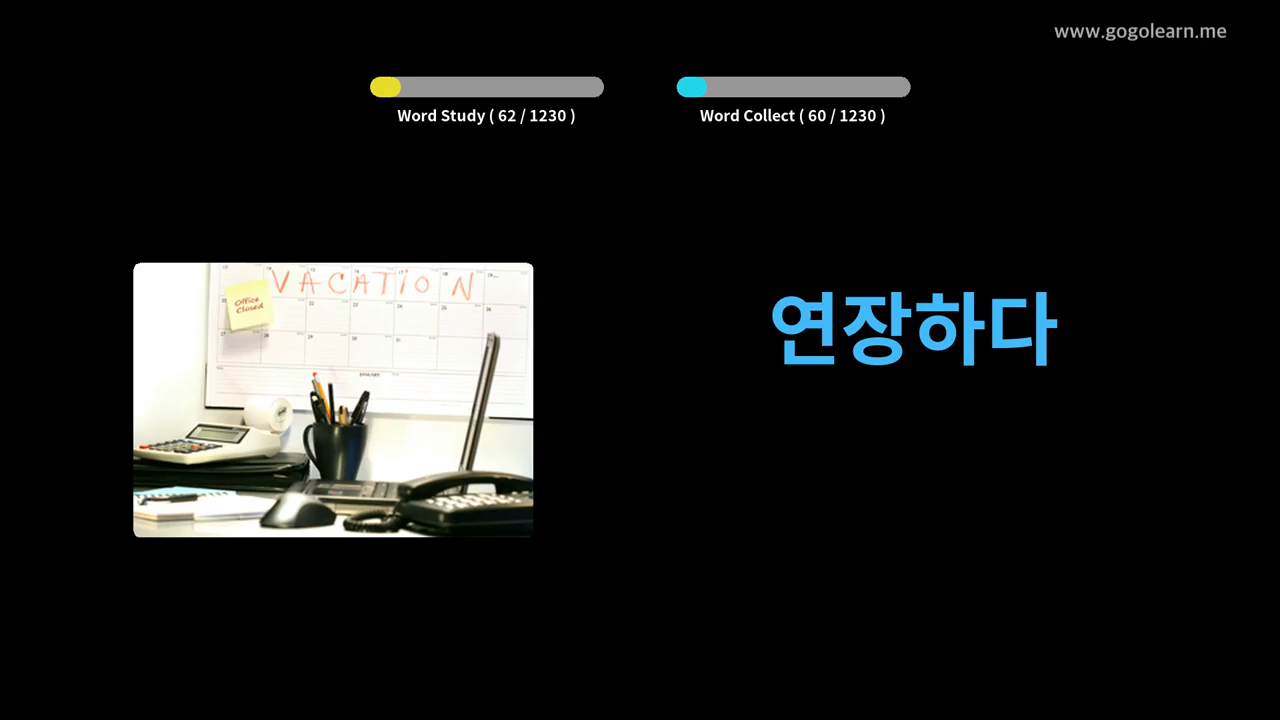 www.gogolearn.me
Word Study ( 62 / 1230 )
Word Collect ( 60 / 1230 )
VACATiON
Office
Closed
연장하다